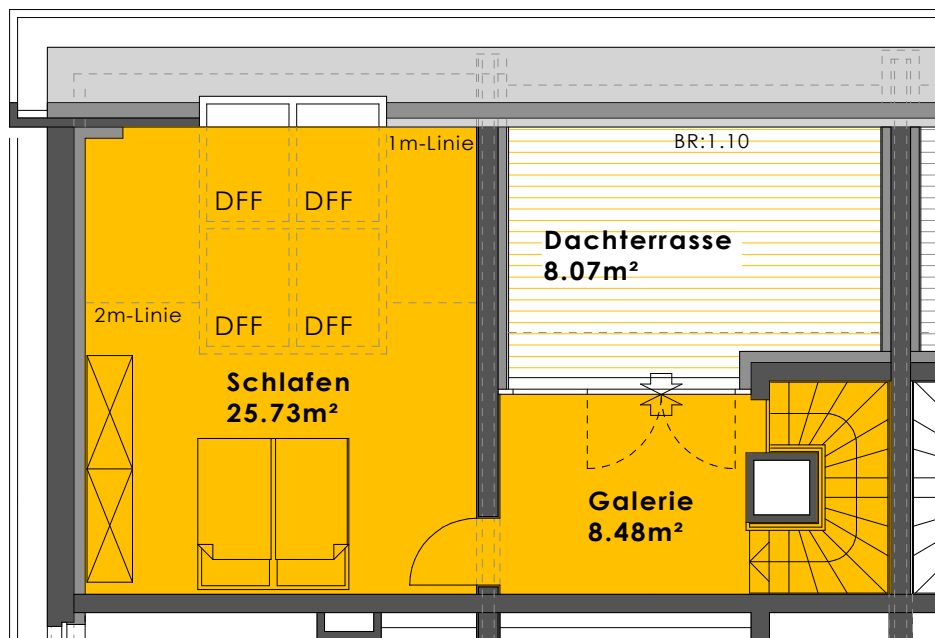 1m-Linie
BR:1.10
DFF DFF
Dachterrasse
8.07m²
2m-Linie
DFF DFF
Schlafen
25.73m²
Galerie
8.48m²